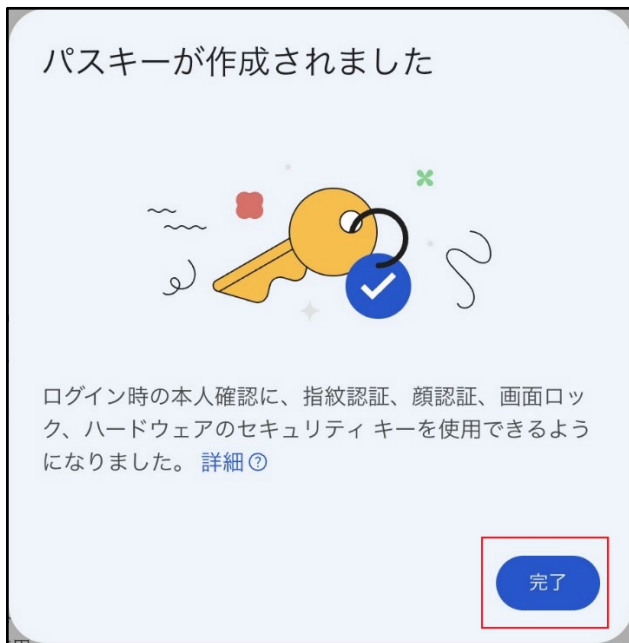 パスキーが作成されました
ログイン時の本人確認に、指紋認証、顔認証、画面ロッ
ク、ハードウェアのセキュリティ キーを使用できるよう
になりました。 詳細?
完了